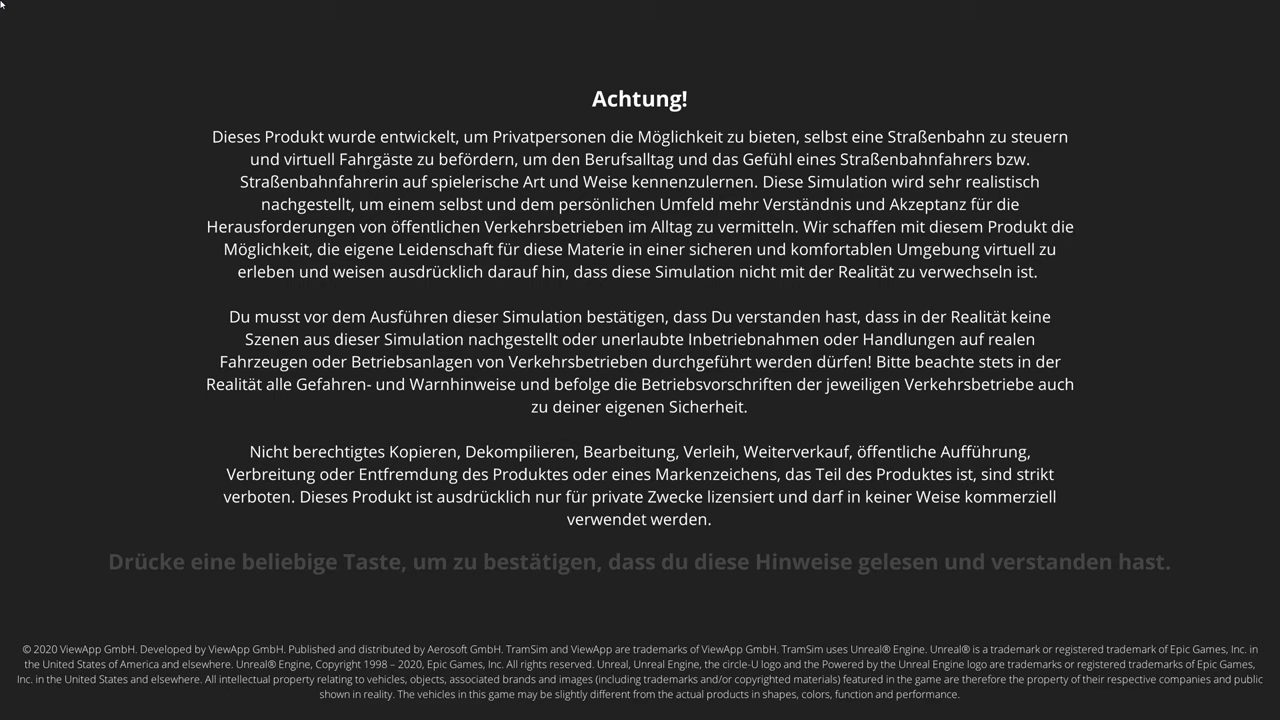 Achtung!
Dieses Produkt wurde entwickelt, um Privatpersonen die Möglichkeit zu bieten, selbst eine Straßenbahn zu steuern
und virtuell Fahrgäste zu befördern, um den Berufsalltag und das Gefühl eines Straßenbahnfahrers bzw.
Straßenbahnfahrerin auf spielerische Art und Weise kennenzulernen. Diese Simulation wird sehr realistisch
nachgestellt, um einem selbst und dem persönlichen Umfeld mehr Verständnis und Akzeptanz für die
Herausforderungen von öffentlichen Verkehrsbetrieben im Alltag zu vermitteln. Wir schaffen mit diesem Produkt die
Möglichkeit, die eigene Leidenschaft für diese Materie in einer sicheren und komfortablen Umgebung virtuell zu
erleben und weisen ausdrücklich darauf hin, dass diese Simulation nicht mit der Realität zu verwechseln ist.
Du musst vor dem Ausführen dieser Simulation bestätigen, dass Du verstanden hast, dass in der Realität keine
Szenen aus dieser Simulation nachgestellt oder unerlaubte Inbetriebnahmen oder Handlungen auf realen
Fahrzeugen oder Betriebsanlagen von Verkehrsbetrieben durchgeführt werden dürfen! Bitte beachte stets in der
Realität alle Gefahren- und Warnhinweise und befolge die Betriebsvorschriften der jeweiligen Verkehrsbetriebe auch
zu deiner eigenen Sicherheit.
Nicht berechtigtes Kopieren, Dekompilieren, Bearbeitung, Verleih, Weiterverkauf, öffentliche Aufführung,
Verbreitung oder Entfremdung des Produktes oder eines Markenzeichens, das Teil des Produktes ist, sind strikt
verboten. Dieses Produkt ist ausdrücklich nur für private Zwecke lizensiert und darf in keiner Weise kommerziell
verwendet werden.
Drücke eine beliebige Taste, um zu bestätigen, dass du diese Hinweise gelesen und verstanden hast.
© 2020 ViewApp GmbH. Developed by ViewApp GmbH. Published and distributed by Aerosoft GmbH. TramSim and ViewApp are trademarks of ViewApp GmbH. TramSim uses Unreal® Engine. Unreal® is a trademark or registered trademark of Epic Games, Inc. in
the United States of America and elsewhere. Unreal® Engine, Copyright 1998 – 2020, Epic Games, Inc. All rights reserved. Unreal, Unreal Engine, the circle-U logo and the Powered by the Unreal Engine logo are trademarks or registered trademarks of Epic Games,
Inc. in the United States and elsewhere. All intellectual property relating to vehicles, objects, associated brands and images (including trademarks and/or copyrighted materials) featured in the game are therefore the property of their respective companies and public
shown in reality. The vehicles in this game may be slightly different from the actual products in shapes, colors, function and performance.